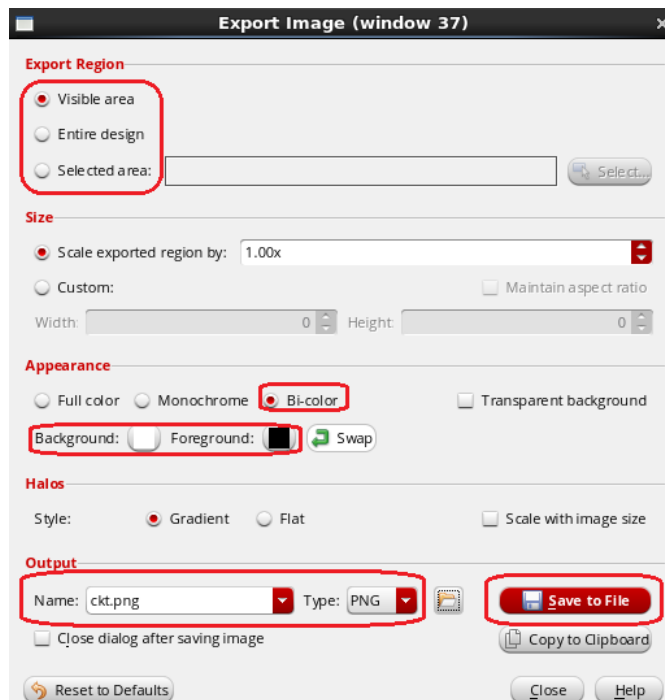 Export Image (window 37)
Export Region
Visible area
Entire design
Selected area: Select...
Size
Scale exported region by: 1.00x
Custom: Maintain aspect ratio
Width: 0 Height: 0
Appearance
Full color Monochrome Bi-color Transparent background
Background: Foreground: Swap
Halos
Style: Gradient Flat Scale with image size
Output
Name: ckt.png Type: PNG Save to File
Close dialog after saving image Copy to Clipboard
Reset to Defaults Close Help